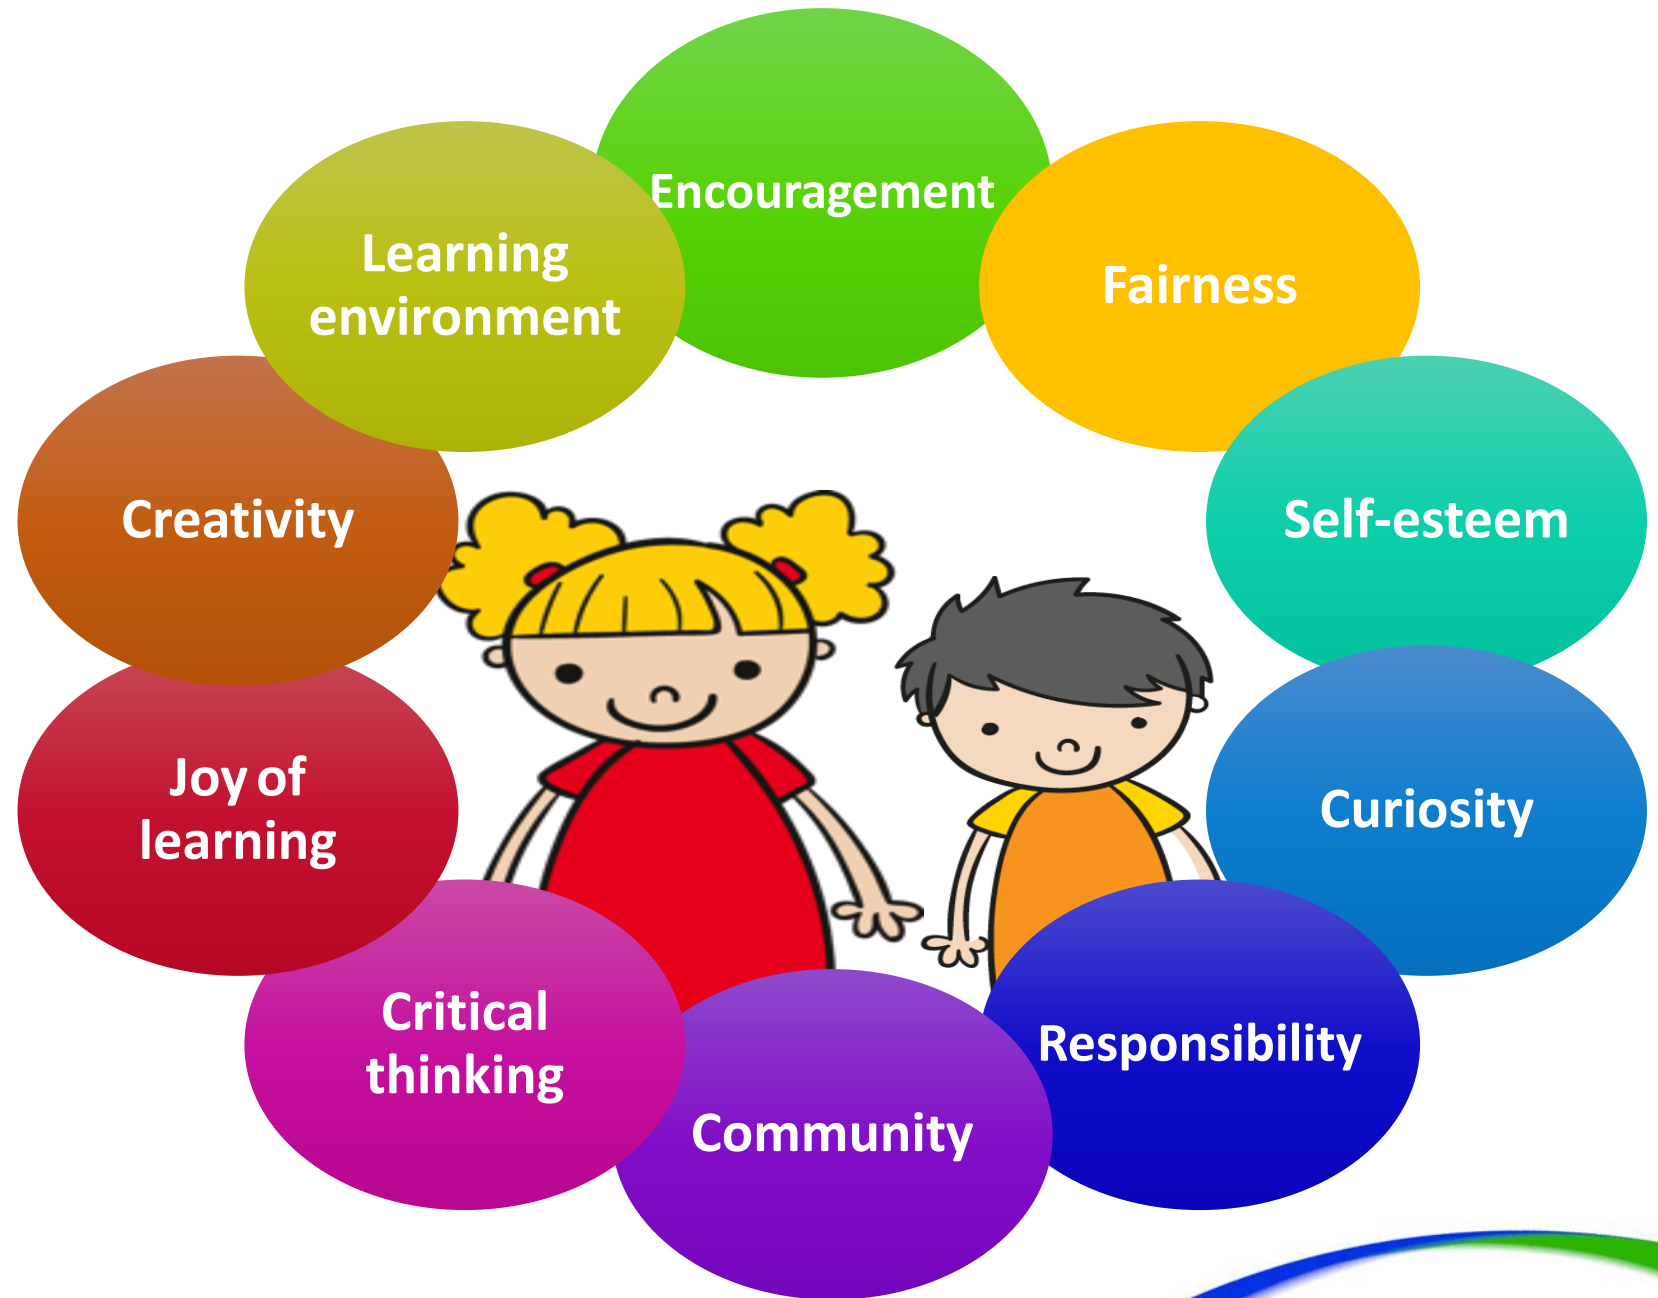 Encouragement
Fairness
Self-esteem
Curiosity
Responsibility
Community
Critical
thinking
Joy of
learning
Creativity
Learning
environment